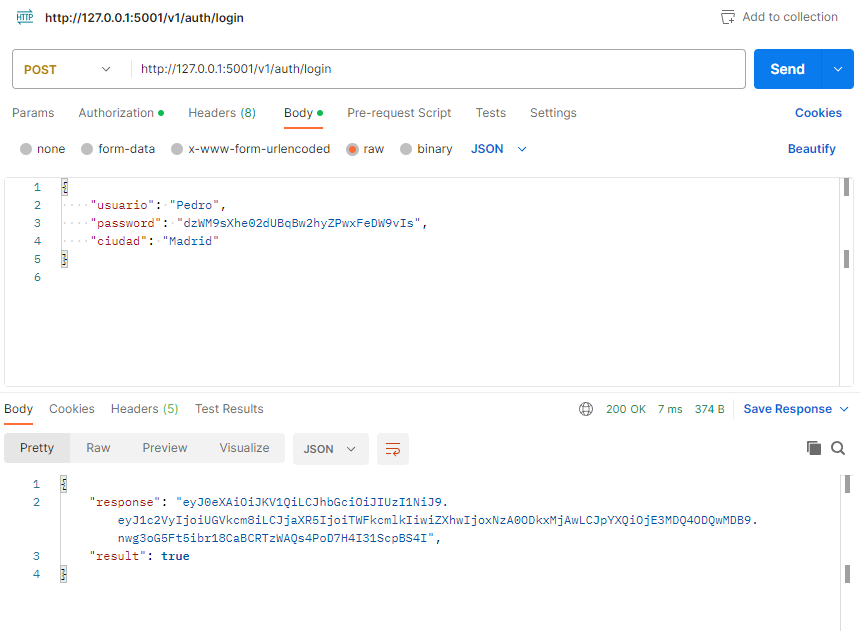 HTTP http://127.0.0.1:5001/v1/auth/login Add to collection
POST http://127.0.0.1:5001/v1/auth/login Send
Params Authorization Headers (8) Body Pre-request Script Tests Settings Cookies
none form-data x-www-form-urlencoded raw binary JSON Beautify
1 {
2 "usuario": "Pedro",
3 "password": "dzWM9sXhe02dUBqBw2hyZPwxFeDW9vIs",
4 "ciudad": "Madrid"
5 }
6
Body Cookies Headers (5) Test Results 200 OK 7 ms 374 B Save Response
Pretty Raw Preview Visualize JSON
1 {
2 "response": "eyJ0eXAiOiJKV1QiLCJhbGciOiJIUzI1NiJ9.
eyJ1c2VyIjoiUGVkcm8iLCJjaXR5IjoiTWFkcmlkIiwiZXhwIjoxNzA0ODkxMjAwLCJpYXQiOjE3MDQ4ODQwMDB9.
nwg3oG5Ft5ibr18CaBCRTzWAQs4PoD7H4I31ScpBS4I",
3 "result": true
4 }